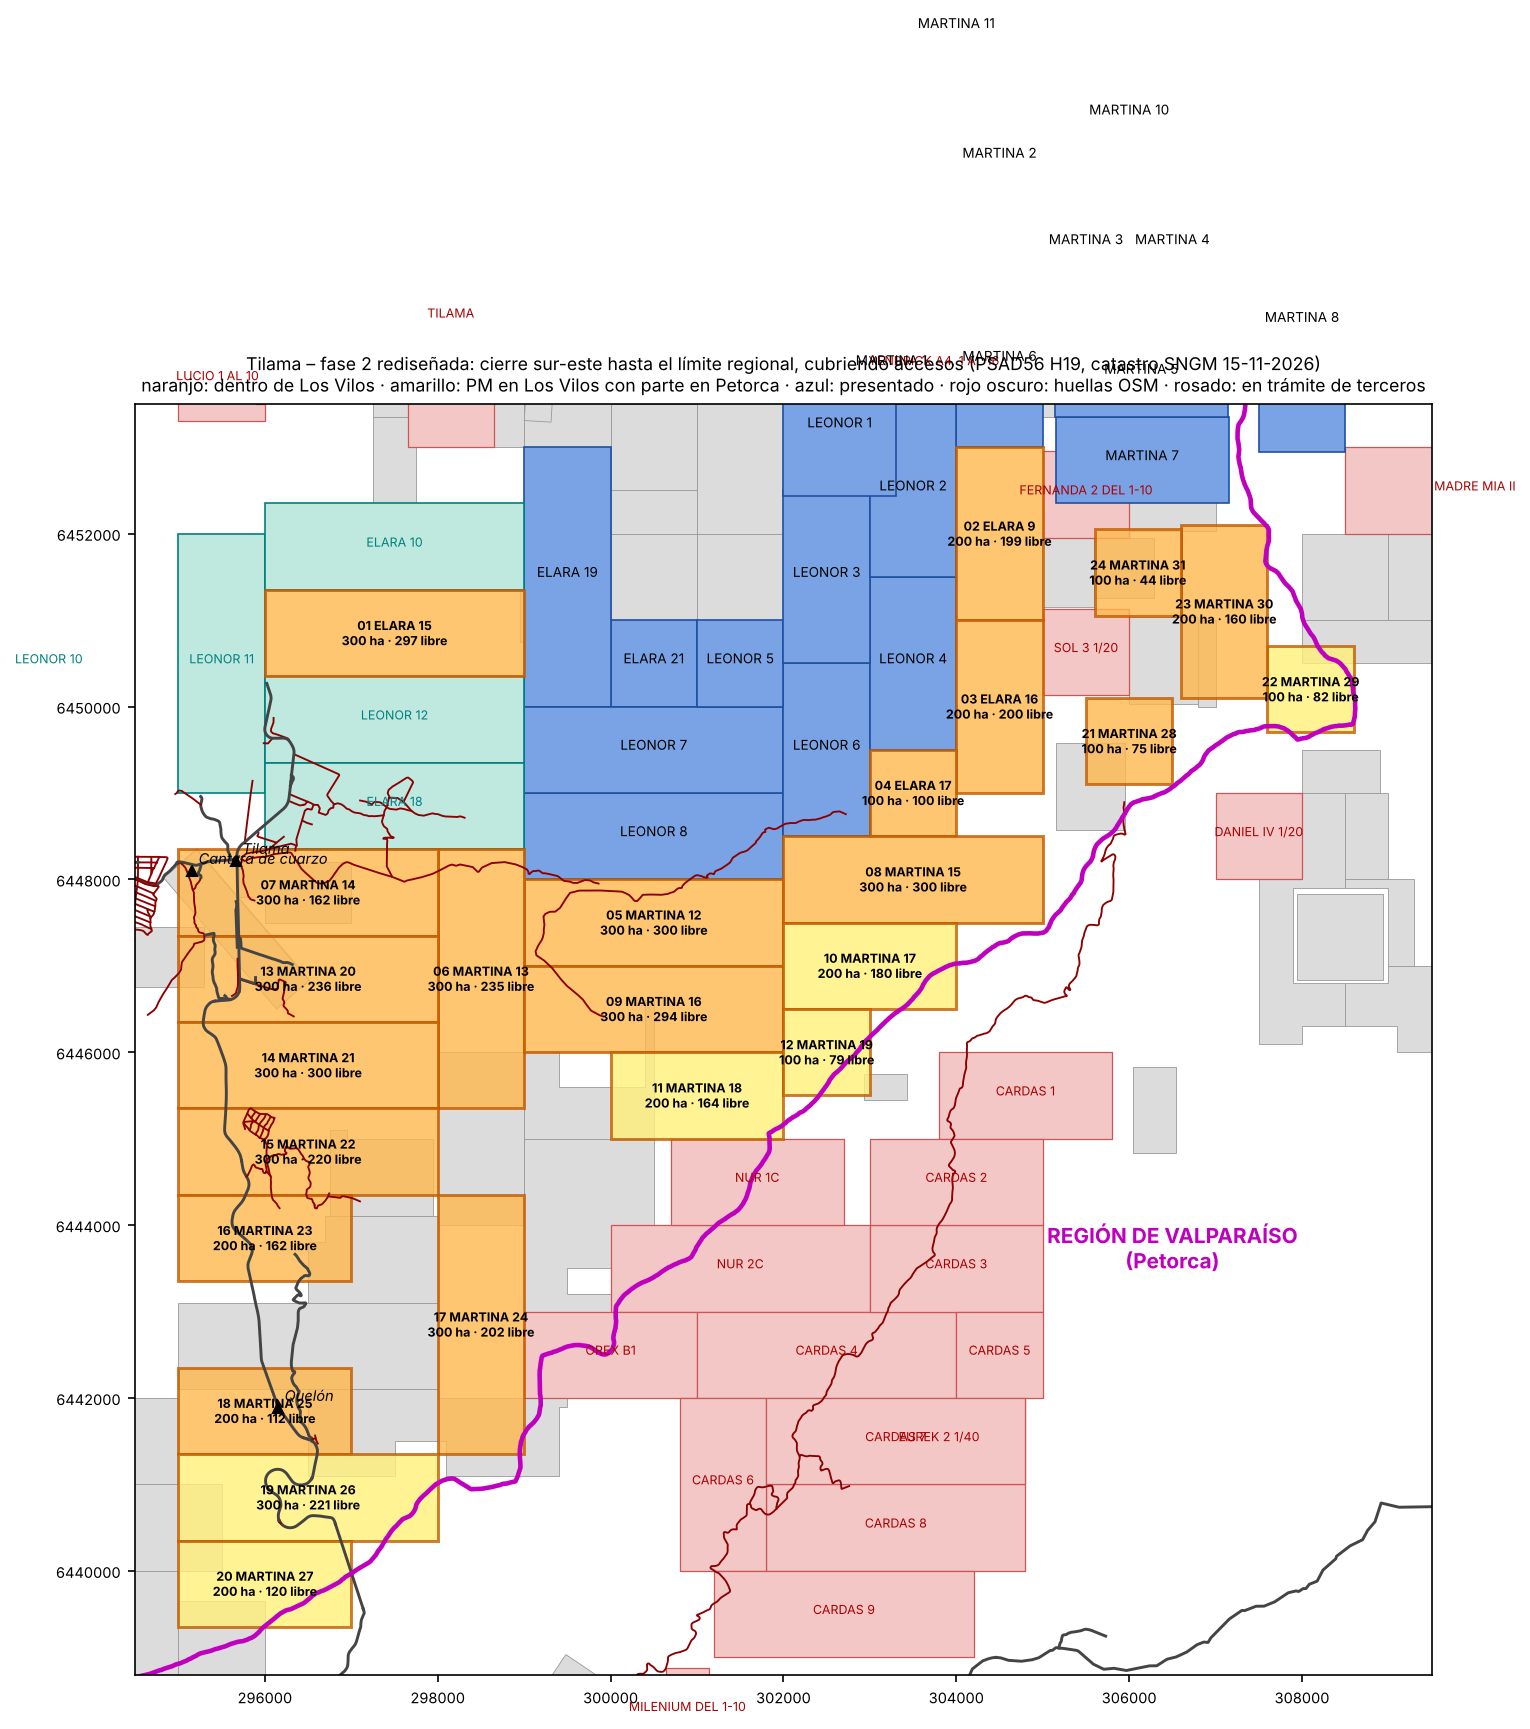 MARTINA 11
MARTINA 10
MARTINA 2
MARTINA 3
MARTINA 4
TILAMA
MARTINA 8
MARTINA 1
MARTINA 6
Tilama – fase 2 rediseñada: cierre sur-este hasta el límite regional, cubriendo accesos (PSAD56 H19, catastro SNGM 15-11-2026)
LUCIO 1 AL 10
naranjo: dentro de Los Vilos · amarillo: PM en Los Vilos con parte en Petorca · azul: presentado · rojo oscuro: huellas OSM · rosado: en trámite de terceros
LEONOR 1
MARTINA 7
LEONOR 2
FERNANDA 2 DEL 1-10
MADRE MIA II
6452000
ELARA 10
02 ELARA 9
200 ha · 199 libre
ELARA 19
LEONOR 3
24 MARTINA 31
100 ha · 44 libre
23 MARTINA 30
200 ha · 160 libre
01 ELARA 15
300 ha · 297 libre
LEONOR 10
LEONOR 11
ELARA 21
LEONOR 5
LEONOR 4
SOL 3 1/20
22 MARTINA 29
100 ha · 82 libre
6450000
LEONOR 12
03 ELARA 16
200 ha · 200 libre
LEONOR 7
LEONOR 6
21 MARTINA 28
100 ha · 75 libre
ELARA 18
04 ELARA 17
100 ha · 100 libre
LEONOR 8
DANIEL IV 1/20
Tilama
Cantera de cuarzo
6448000
07 MARTINA 14
300 ha · 162 libre
08 MARTINA 15
300 ha · 300 libre
05 MARTINA 12
300 ha · 300 libre
13 MARTINA 20
300 ha · 236 libre
06 MARTINA 13
300 ha · 235 libre
10 MARTINA 17
200 ha · 180 libre
09 MARTINA 16
300 ha · 294 libre
6446000
14 MARTINA 21
300 ha · 300 libre
12 MARTINA 19
100 ha · 79 libre
11 MARTINA 18
200 ha · 164 libre
CARDAS 1
15 MARTINA 22
300 ha · 220 libre
NUR 1C
CARDAS 2
6444000
16 MARTINA 23
200 ha · 162 libre
REGIÓN DE VALPARAÍSO
(Petorca)
NUR 2C
CARDAS 3
17 MARTINA 24
300 ha · 202 libre
OREX B1
CARDAS 4
CARDAS 5
6442000
Quelón
18 MARTINA 25
200 ha · 112 libre
EUREK 2 1/40
CARDAS 6
19 MARTINA 26
300 ha · 221 libre
CARDAS 8
6440000
20 MARTINA 27
200 ha · 120 libre
CARDAS 9
296000
298000
300000
302000
304000
306000
308000
MILENIUM DEL 1-10